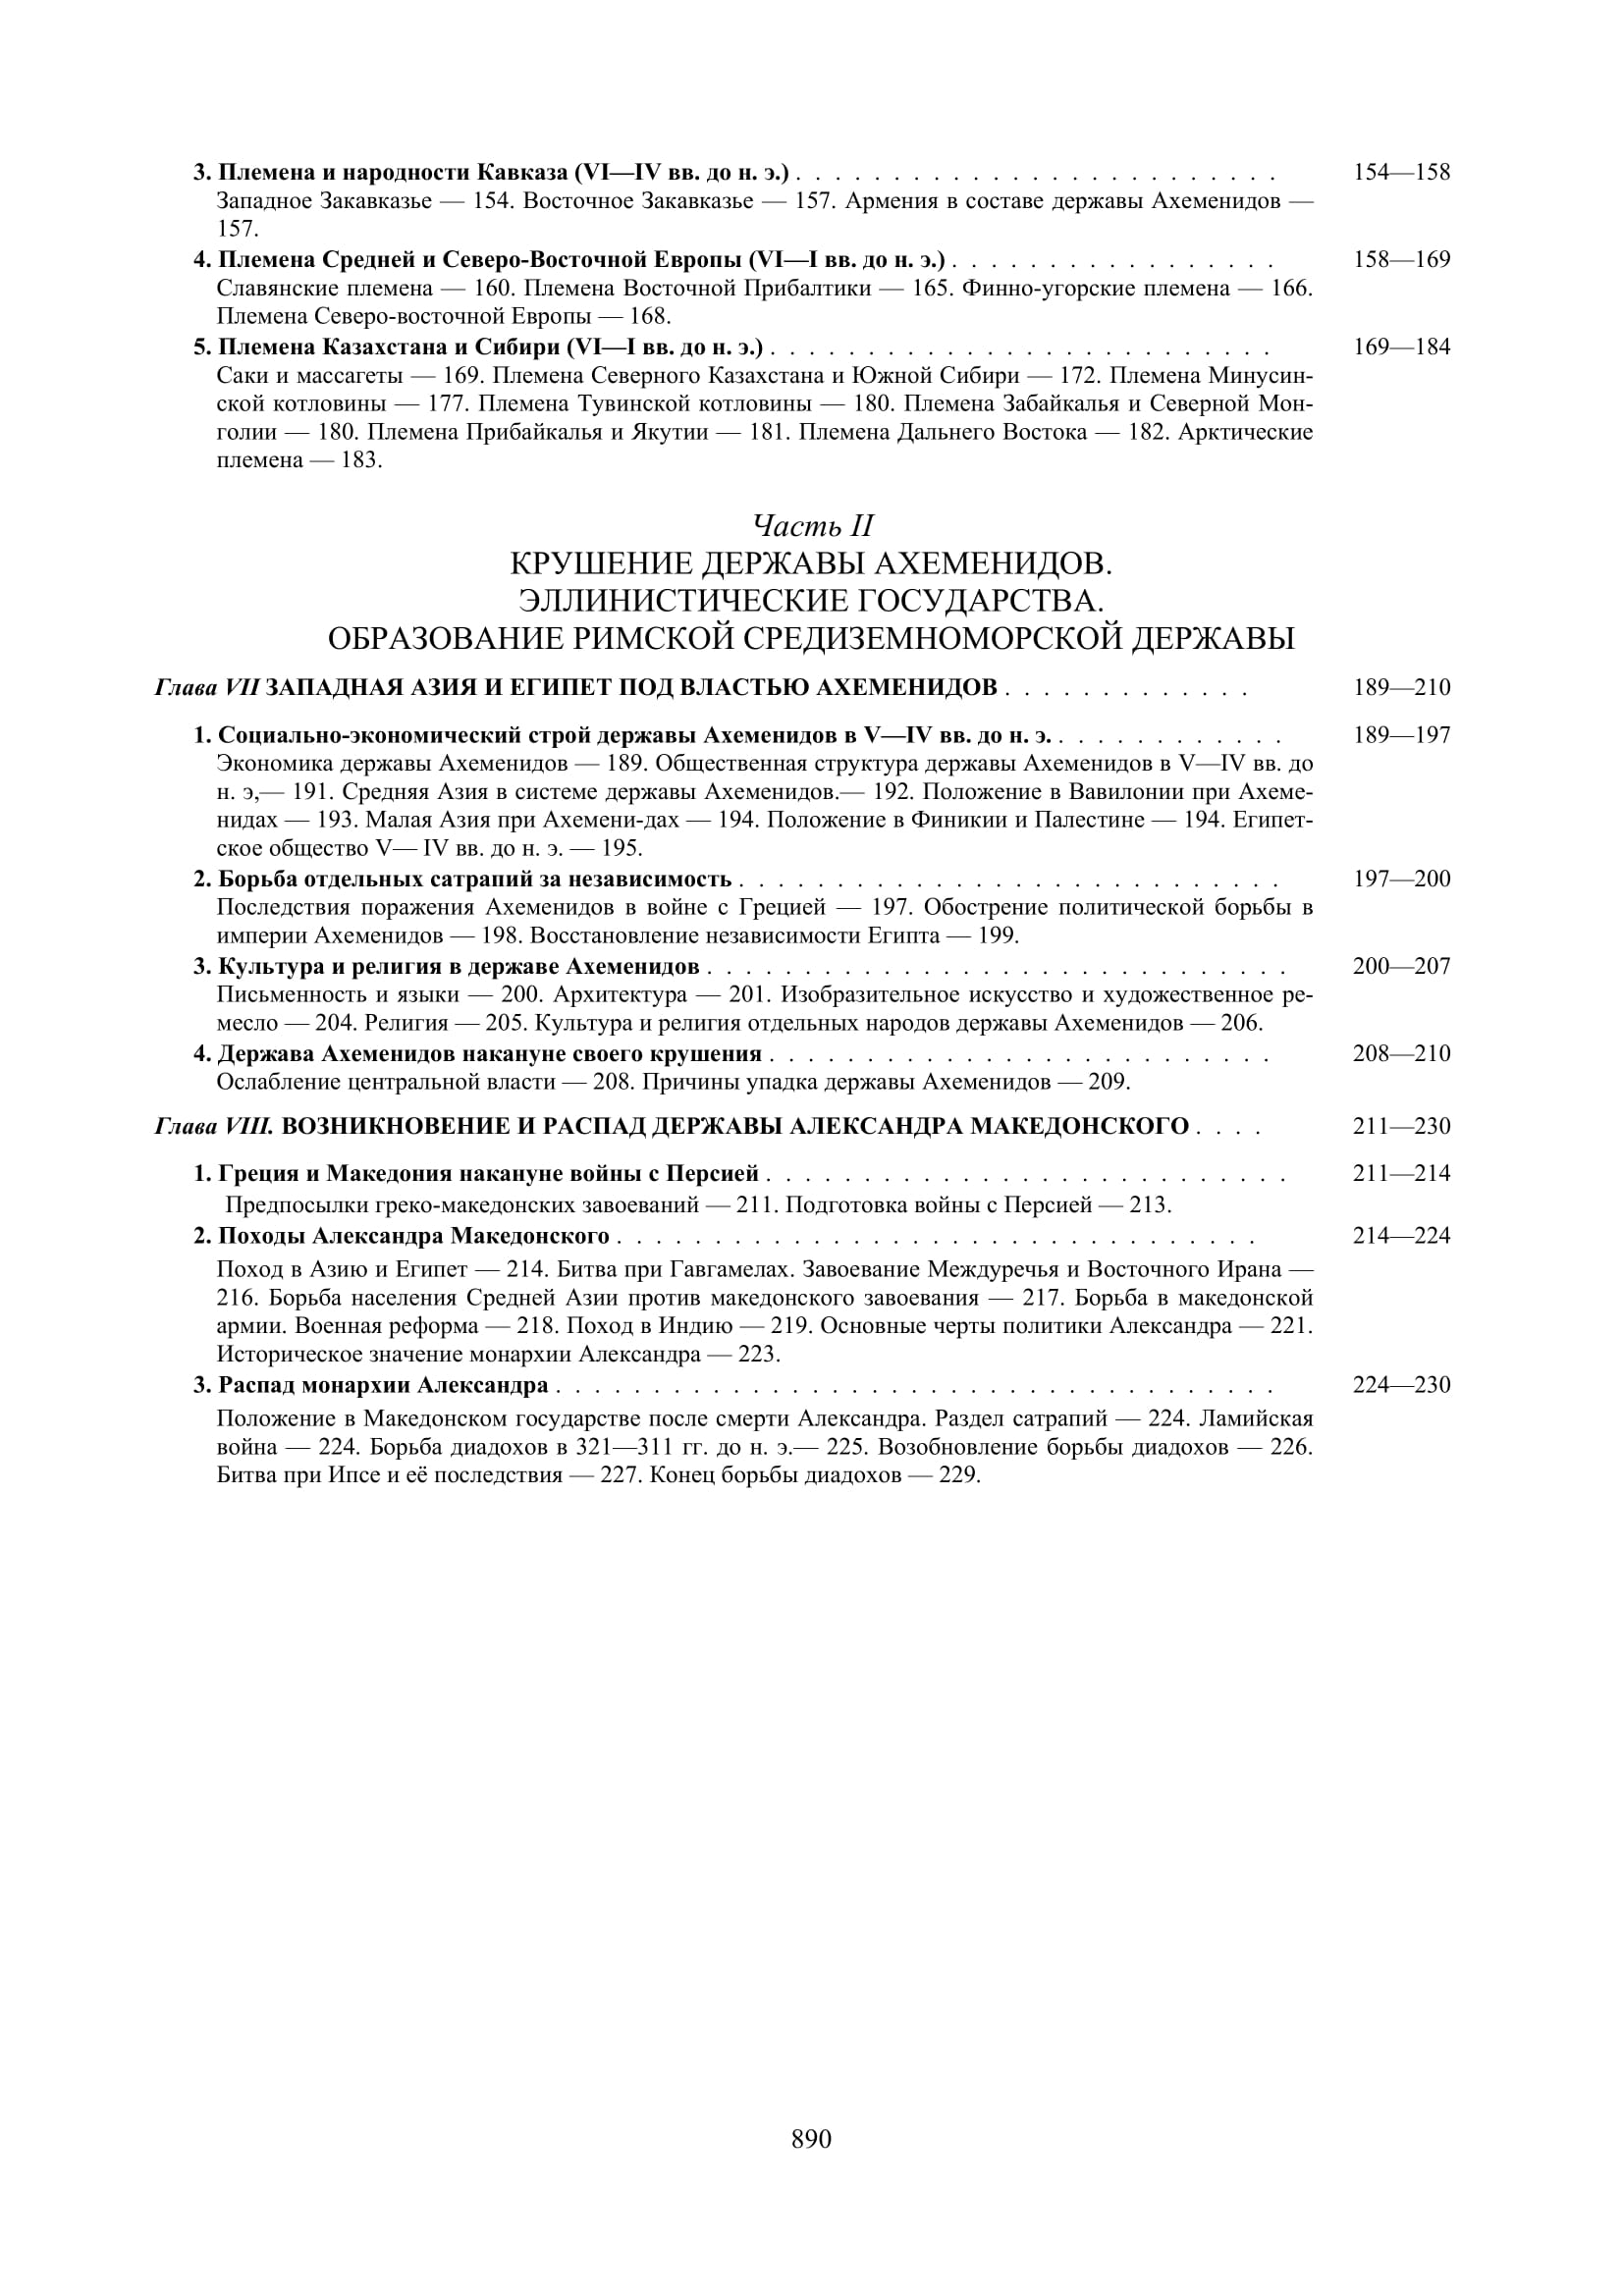 3. Племена и народности Кавказа (VI—IV вв. до н. э.) . . . . . . . . . . . . . . . . . . . . . . . . . 154—158
Западное Закавказье — 154. Восточное Закавказье — 157. Армения в составе державы Ахеменидов —
157.
4. Племена Средней и Северо-Восточной Европы (VI—I вв. до н. э.) . . . . . . . . . . . . . . . . . 158—169
Славянские племена — 160. Племена Восточной Прибалтики — 165. Финно-угорские племена — 166.
Племена Северо-восточной Европы — 168.
5. Племена Казахстана и Сибири (VI—I вв. до н. э.) . . . . . . . . . . . . . . . . . . . . . . . . . . 169—184
Саки и массагеты — 169. Племена Северного Казахстана и Южной Сибири — 172. Племена Минусин-
ской котловины — 177. Племена Тувинской котловины — 180. Племена Забайкалья и Северной Мон-
голии — 180. Племена Прибайкалья и Якутии — 181. Племена Дальнего Востока — 182. Арктические
племена — 183.
Часть II
КРУШЕНИЕ ДЕРЖАВЫ АХЕМЕНИДОВ.
ЭЛЛИНИСТИЧЕСКИЕ ГОСУДАРСТВА.
ОБРАЗОВАНИЕ РИМСКОЙ СРЕДИЗЕМНОМОРСКОЙ ДЕРЖАВЫ
Глава VII ЗАПАДНАЯ АЗИЯ И ЕГИПЕТ ПОД ВЛАСТЬЮ АХЕМЕНИДОВ . . . . . . . . . . . . . 189—210
1. Социально-экономический строй державы Ахеменидов в V—IV вв. до н. э. . . . . . . . . . . . . 189—197
Экономика державы Ахеменидов — 189. Общественная структура державы Ахеменидов в V—IV вв. до
н. э,— 191. Средняя Азия в системе державы Ахеменидов.— 192. Положение в Вавилонии при Ахеме-
нидах — 193. Малая Азия при Ахемени-дах — 194. Положение в Финикии и Палестине — 194. Египет-
ское общество V— IV вв. до н. э. — 195.
2. Борьба отдельных сатрапий за независимость . . . . . . . . . . . . . . . . . . . . . . . . . . . . 197—200
Последствия поражения Ахеменидов в войне с Грецией — 197. Обострение политической борьбы в
империи Ахеменидов — 198. Восстановление независимости Египта — 199.
3. Культура и религия в державе Ахеменидов . . . . . . . . . . . . . . . . . . . . . . . . . . . . . . 200—207
Письменность и языки — 200. Архитектура — 201. Изобразительное искусство и художественное ре-
месло — 204. Религия — 205. Культура и религия отдельных народов державы Ахеменидов — 206.
4. Держава Ахеменидов накануне своего крушения . . . . . . . . . . . . . . . . . . . . . . . . . . 208—210
Ослабление центральной власти — 208. Причины упадка державы Ахеменидов — 209.
Глава VIII. ВОЗНИКНОВЕНИЕ И РАСПАД ДЕРЖАВЫ АЛЕКСАНДРА МАКЕДОНСКОГО . . . . 211—230
1. Греция и Македония накануне войны с Персией . . . . . . . . . . . . . . . . . . . . . . . . . . . 211—214
Предпосылки греко-македонских завоеваний — 211. Подготовка войны с Персией — 213.
2. Походы Александра Македонского . . . . . . . . . . . . . . . . . . . . . . . . . . . . . . . . . 214—224
Поход в Азию и Египет — 214. Битва при Гавгамелах. Завоевание Междуречья и Восточного Ирана —
216. Борьба населения Средней Азии против македонского завоевания — 217. Борьба в македонской
армии. Военная реформа — 218. Поход в Индию — 219. Основные черты политики Александра — 221.
Историческое значение монархии Александра — 223.
3. Распад монархии Александра . . . . . . . . . . . . . . . . . . . . . . . . . . . . . . . . . . . . . 224—230
Положение в Македонском государстве после смерти Александра. Раздел сатрапий — 224. Ламийская
война — 224. Борьба диадохов в 321—311 гг. до н. э.— 225. Возобновление борьбы диадохов — 226.
Битва при Ипсе и её последствия — 227. Конец борьбы диадохов — 229.
890